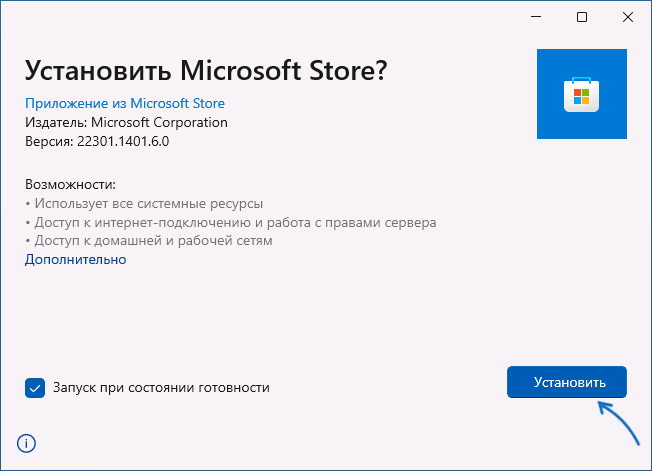 Установить Microsoft Store?
Приложение из Microsoft Store
Издатель: Microsoft Corporation
Версия: 22301.1401.6.0
Возможности:
• Использует все системные ресурсы
• Доступ к интернет-подключению и работа с правами сервера
• Доступ к домашней и рабочей сетям
Дополнительно
Запуск при состоянии готовности
Установить